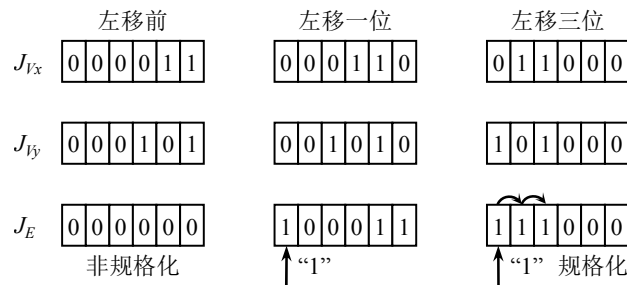 左移前 左移一位 左移三位
J_Vx 0 0 0 0 1 1 0 0 0 1 1 0 0 1 1 0 0 0
J_Vy 0 0 0 1 0 1 0 0 1 0 1 0 1 0 1 0 0 0
J_E 0 0 0 0 0 0 1 0 0 0 1 1 1 1 1 0 0 0
非规格化 “1” “1” 规格化